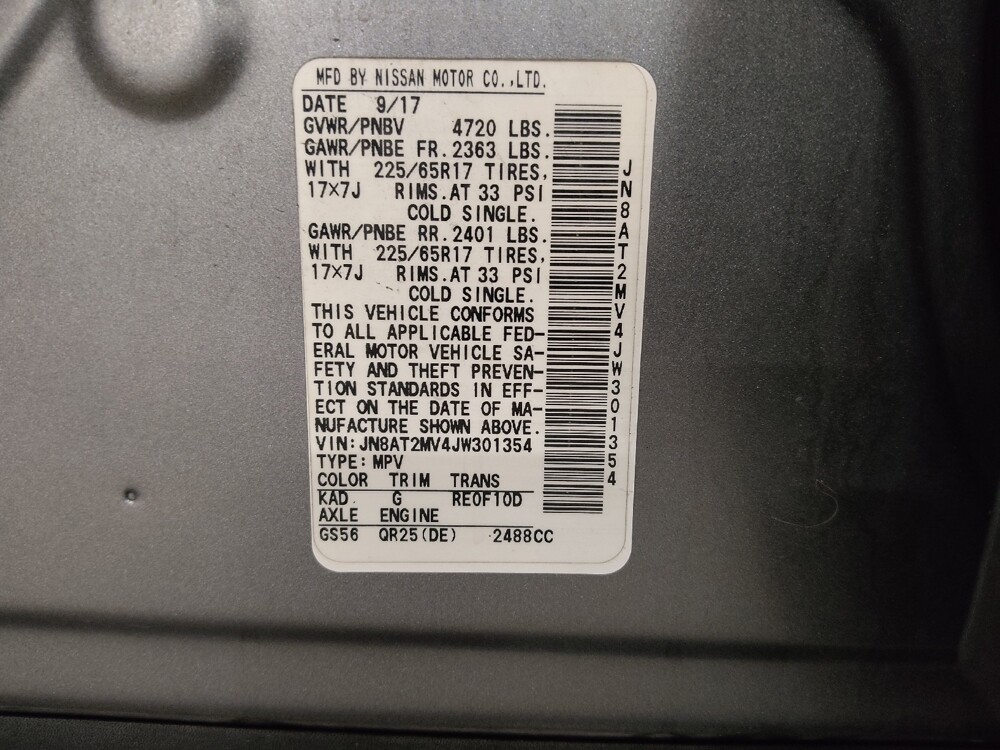 MFD BY NISSAN MOTOR CO.,LTD.
DATE 9/17
GVWR/PNBV 4720 LBS.
GAWR/PNBE FR.2363 LBS.
WITH 225/65R17 TIRES,
17×7J RIMS.AT 33 PSI
COLD SINGLE.
GAWR/PNBE RR.2401 LBS.
WITH 225/65R17 TIRES,
17×7J RIMS.AT 33 PSI
COLD SINGLE.
THIS VEHICLE CONFORMS
TO ALL APPLICABLE FED-
ERAL MOTOR VEHICLE SA-
FETY AND THEFT PREVEN-
TION STANDARDS IN EFF-
ECT ON THE DATE OF MA-
NUFACTURE SHOWN ABOVE.
VIN:JN8AT2MV4JW301354
TYPE:MPV
COLOR TRIM TRANS
KAD G RE0F10D
AXLE ENGINE
GS56 QR25(DE) 2488CC
JN8AT2MV4JW301354